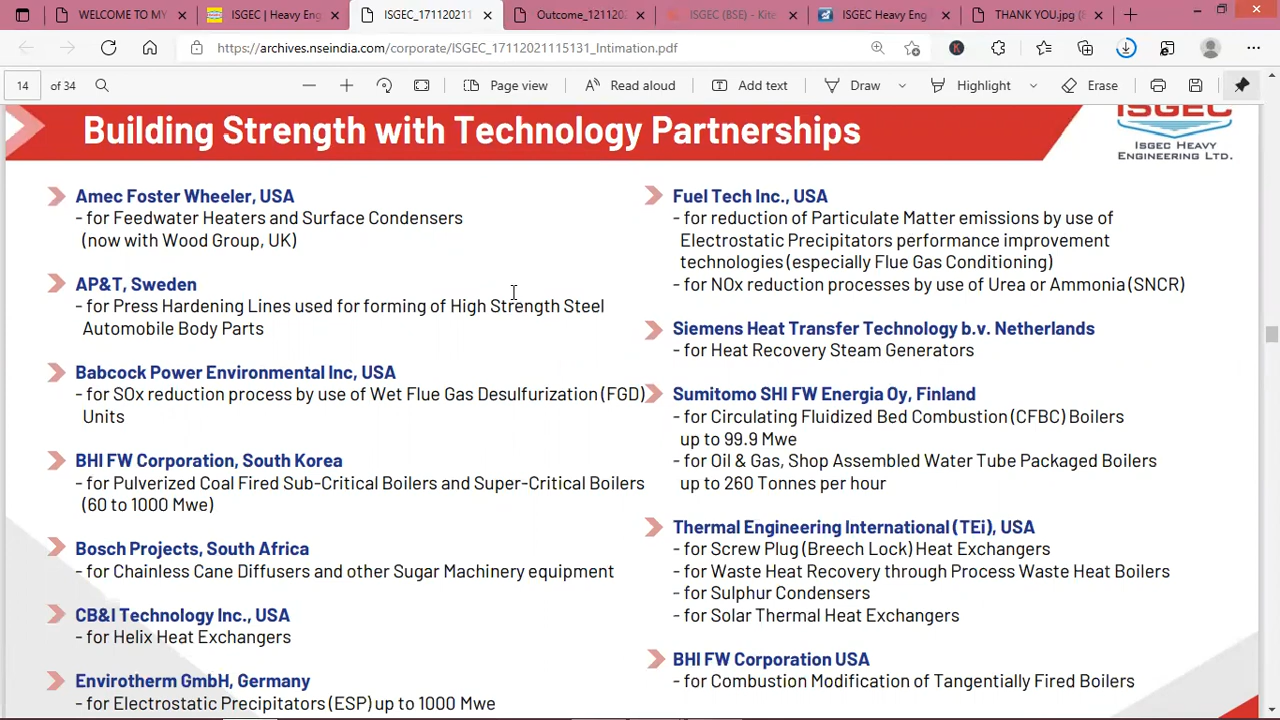 WELCOME TO MY
ISGEC | Heavy Eng
ISGEC_171120211
Outcome_1211202
ISGEC (BSE) - Kite
ISGEC Heavy Eng
THANK YOU.jpg (
https://archives.nseindia.com/corporate/ISGEC_17112021115131_Intimation.pdf
14 of 34
Page view
Read aloud
Add text
Draw
Highlight
Erase
Building Strength with Technology Partnerships
ISGEC
ISGEC HEAVY
ENGINEERING LTD.
Amec Foster Wheeler, USA
- for Feedwater Heaters and Surface Condensers
(now with Wood Group, UK)
AP&T, Sweden
- for Press Hardening Lines used for forming of High Strength Steel
Automobile Body Parts
Babcock Power Environmental Inc, USA
- for SOx reduction process by use of Wet Flue Gas Desulfurization (FGD)
Units
BHI FW Corporation, South Korea
- for Pulverized Coal Fired Sub-Critical Boilers and Super-Critical Boilers
(60 to 1000 Mwe)
Bosch Projects, South Africa
- for Chainless Cane Diffusers and other Sugar Machinery equipment
CB&I Technology Inc., USA
- for Helix Heat Exchangers
Envirotherm GmbH, Germany
- for Electrostatic Precipitators (ESP) up to 1000 Mwe
Fuel Tech Inc., USA
- for reduction of Particulate Matter emissions by use of
Electrostatic Precipitators performance improvement
technologies (especially Flue Gas Conditioning)
- for NOx reduction processes by use of Urea or Ammonia (SNCR)
Siemens Heat Transfer Technology b.v. Netherlands
- for Heat Recovery Steam Generators
Sumitomo SHI FW Energia Oy, Finland
- for Circulating Fluidized Bed Combustion (CFBC) Boilers
up to 99.9 Mwe
- for Oil & Gas, Shop Assembled Water Tube Packaged Boilers
up to 260 Tonnes per hour
Thermal Engineering International (TEi), USA
- for Screw Plug (Breech Lock) Heat Exchangers
- for Waste Heat Recovery through Process Waste Heat Boilers
- for Sulphur Condensers
- for Solar Thermal Heat Exchangers
BHI FW Corporation USA
- for Combustion Modification of Tangentially Fired Boilers